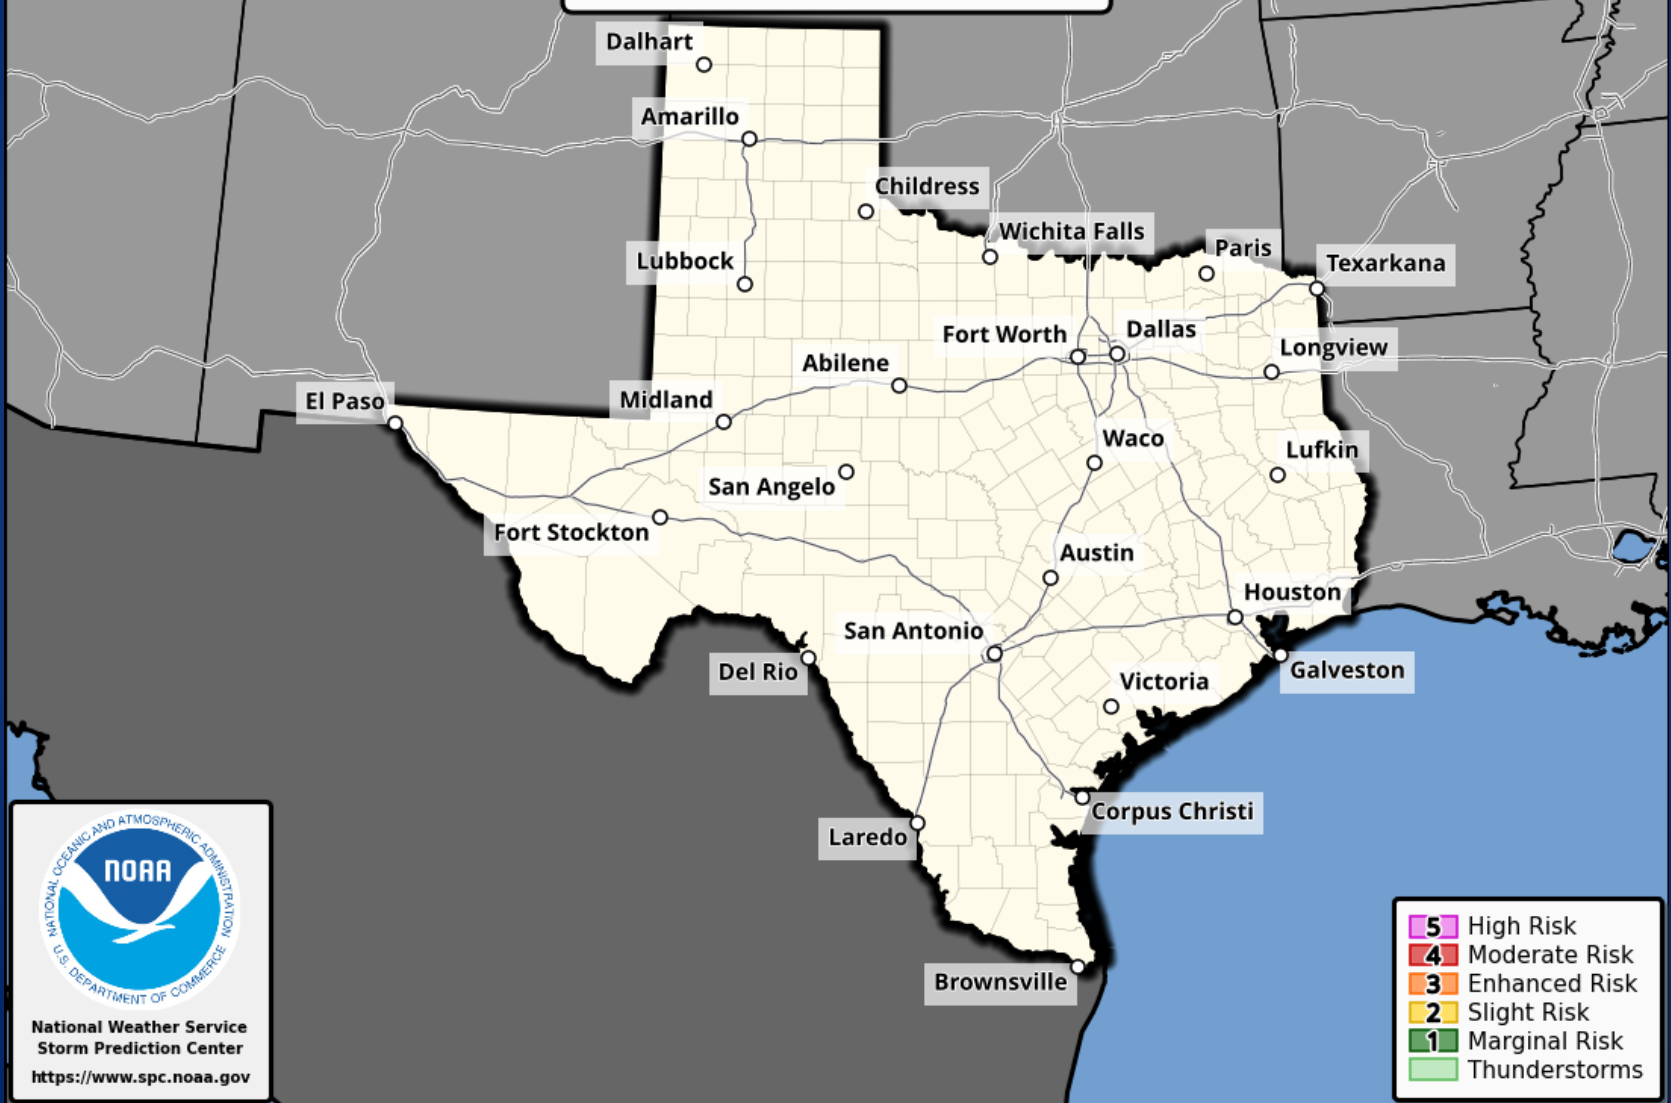 Dalhart
Amarillo
Childress
Wichita Falls
Paris
Texarkana
Lubbock
Fort Worth
Dallas
Longview
Abilene
El Paso
Midland
Waco
Lufkin
San Angelo
Fort Stockton
Austin
Houston
San Antonio
Del Rio
Galveston
Victoria
Corpus Christi
Laredo
Brownsville
NATIONAL OCEANIC AND ATMOSPHERIC ADMINISTRATION
NOAA
U.S. DEPARTMENT OF COMMERCE
National Weather Service
Storm Prediction Center
https://www.spc.noaa.gov
5 High Risk
4 Moderate Risk
3 Enhanced Risk
2 Slight Risk
1 Marginal Risk
Thunderstorms